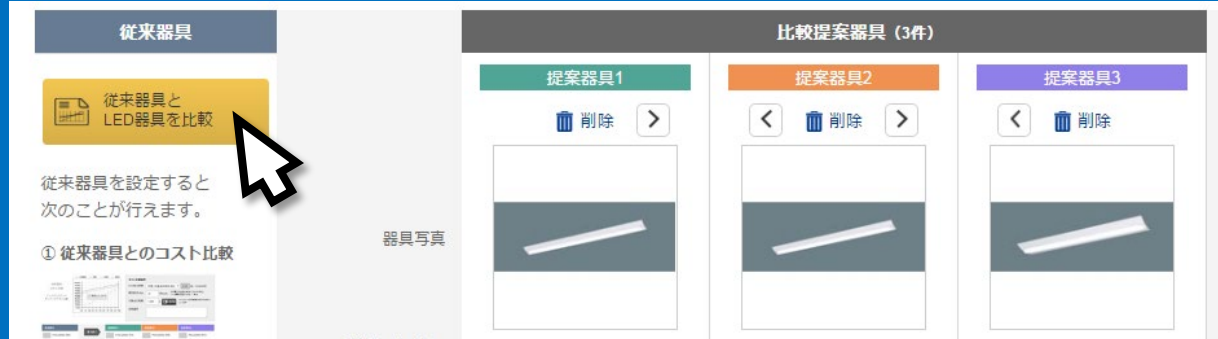 従来器具
比較提案器具（3件）
提案器具1
提案器具2
提案器具3
従来器具と
LED器具を比較
削除
削除
削除
従来器具を設定すると
次のことが行えます。
① 従来器具とのコスト比較
器具写真